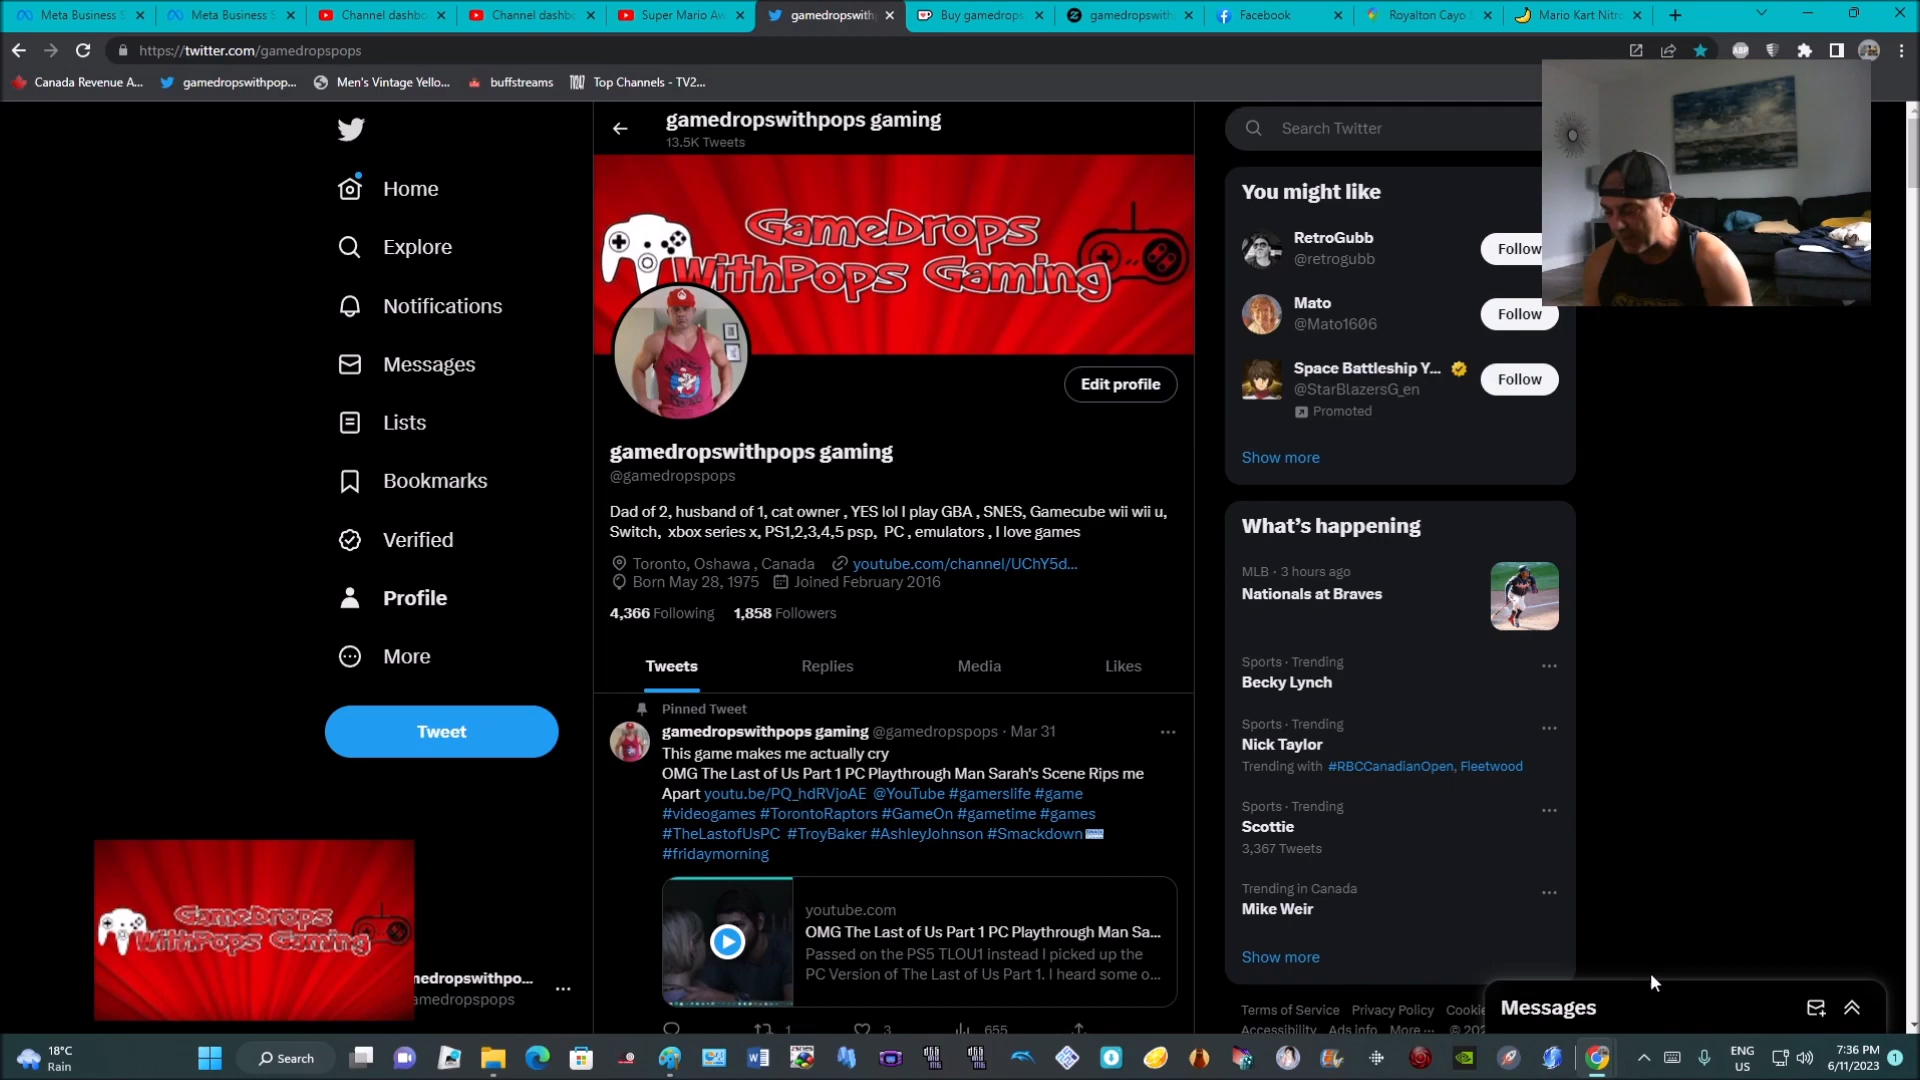 Meta Business S
Meta Business S
Channel dashbo
Channel dashbo
Super Mario Aw
gamedropswithp
Buy gamedrops
gamedropswith
Facebook
Royalton Cayo S
Mario Kart Nitro
https://twitter.com/gamedropspops
Canada Revenue A...
gamedropswithpop...
Men's Vintage Yello...
buffstreams
Top Channels - TV2...
Home
Explore
Notifications
Messages
Lists
Bookmarks
Verified
Profile
More
Tweet
GameDrops
WithPops Gaming
nedropswithpo...
amedropspops
gamedropswithpops gaming
13.5K Tweets
GameDrops
WithPops Gaming
Edit profile
gamedropswithpops gaming
@gamedropspops
Dad of 2, husband of 1, cat owner , YES lol I play GBA , SNES, Gamecube wii wii u,
Switch, xbox series x, PS1,2,3,4,5 psp, PC , emulators , I love games
Toronto, Oshawa , Canada youtube.com/channel/UChY5d...
Born May 28, 1975 Joined February 2016
4,366 Following 1,858 Followers
Tweets Replies Media Likes
Pinned Tweet
gamedropswithpops gaming @gamedropspops · Mar 31
This game makes me actually cry
OMG The Last of Us Part 1 PC Playthrough Man Sarah's Scene Rips me
Apart youtu.be/PQ_hdRVjoAE @YouTube #gamerslife #game
#videogames #TorontoRaptors #GameOn #gametime #games
#TheLastofUsPC #TroyBaker #AshleyJohnson #Smackdown
#fridaymorning
youtube.com
OMG The Last of Us Part 1 PC Playthrough Man Sa...
Passed on the PS5 TLOU1 instead I picked up the
PC Version of The Last of Us Part 1. I heard some o...
1 3 655
Search Twitter
You might like
RetroGubb
@retrogubb
Follow
Mato
@Mato1606
Follow
Space Battleship Y...
@StarBlazersG_en
Promoted
Follow
Show more
What's happening
MLB · 3 hours ago
Nationals at Braves
Sports · Trending
Becky Lynch
Sports · Trending
Nick Taylor
Trending with #RBCCanadianOpen, Fleetwood
Sports · Trending
Scottie
3,367 Tweets
Trending in Canada
Mike Weir
Show more
Terms of Service Privacy Policy Cookie
Accessibility Ads info More ··· © 202
Messages
18°C
Rain
Search
ENG
US
7:36 PM
6/11/2023
1